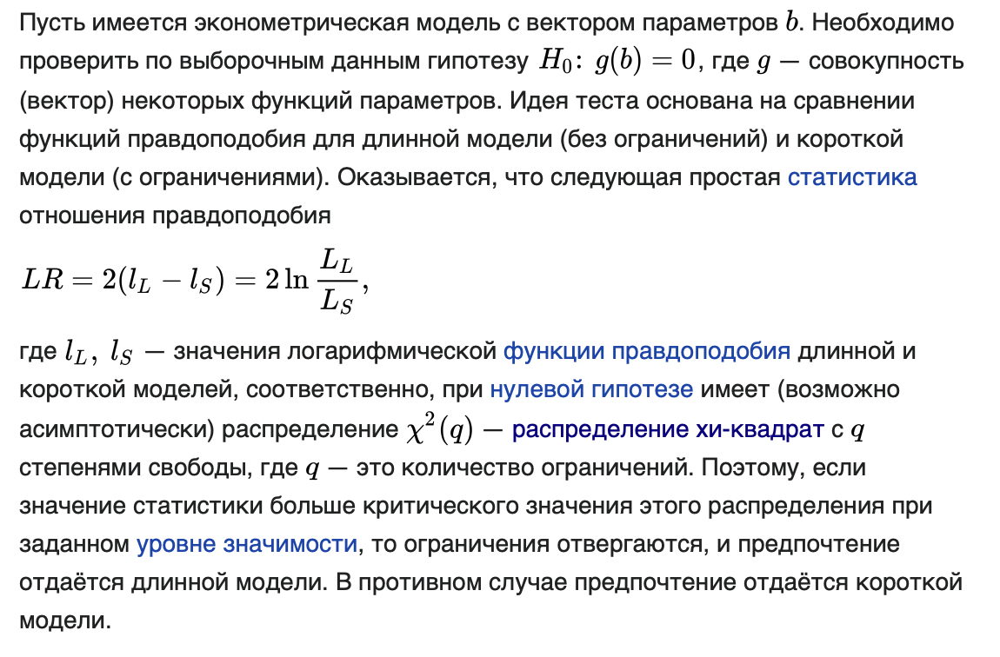 Пусть имеется эконометрическая модель с вектором параметров b. Необходимо
проверить по выборочным данным гипотезу H₀: g(b) = 0, где g — совокупность
(вектор) некоторых функций параметров. Идея теста основана на сравнении
функций правдоподобия для длинной модели (без ограничений) и короткой
модели (с ограничениями). Оказывается, что следующая простая статистика
отношения правдоподобия
LR = 2(l_L − l_S) = 2 ln L_L / L_S,
где l_L, l_S — значения логарифмической функции правдоподобия длинной и
короткой моделей, соответственно, при нулевой гипотезе имеет (возможно
асимптотически) распределение χ²(q) — распределение хи-квадрат с q
степенями свободы, где q — это количество ограничений. Поэтому, если
значение статистики больше критического значения этого распределения при
заданном уровне значимости, то ограничения отвергаются, и предпочтение
отдаётся длинной модели. В противном случае предпочтение отдаётся короткой
модели.